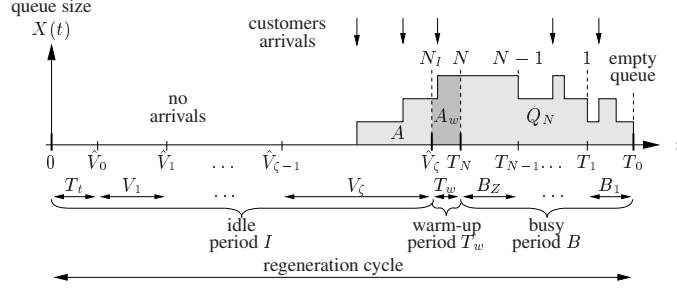 queue size
X(t)
customers
arrivals
N_I N N − 1 1 empty
queue
no
arrivals
A A_w Q_N
0 V̂_0 V̂_1 . . . V̂_{ζ−1} V̂_ζ T_N T_{N−1} . . . T_1 T_0
T_t V_1 . . . V_ζ T_w B_Z . . . B_1
idle
period I
warm-up
period T_w
busy
period B
regeneration cycle